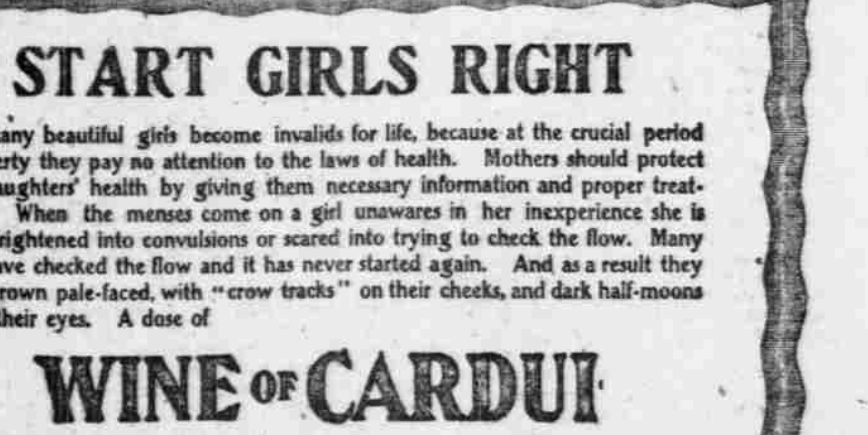 START GIRLS RIGHT
any beautiful girls become invalids for life, because at the crucial period
erty they pay no attention to the laws of health. Mothers should protect
aughters' health by giving them necessary information and proper treat-
When the menses come on a girl unawares in her inexperience she is
rightened into convulsions or scared into trying to check the flow. Many
ave checked the flow and it has never started again. And as a result they
rown pale-faced, with "crow tracks" on their cheeks, and dark half-moons
heir eyes. A dose of
WINE OF CARDUI